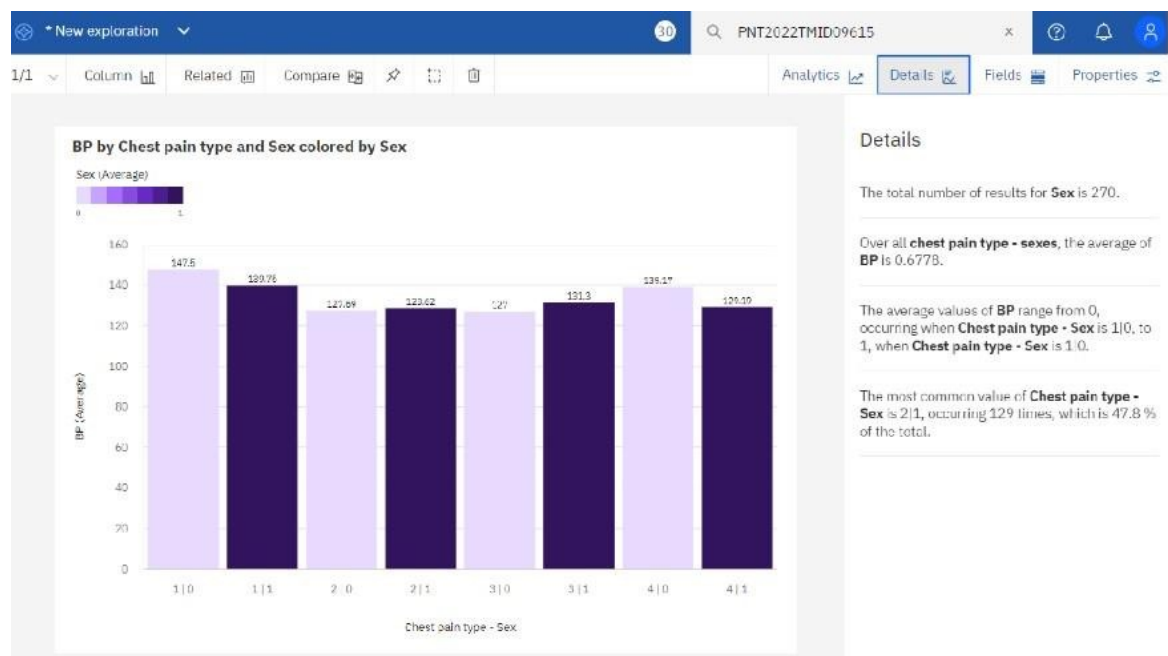 * New exploration
30
PNT2022TMID09615
x
1/1
Column
Related
Compare
Analytics
Details
Fields
Properties
BP by Chest pain type and Sex colored by Sex
Sex (Average)
0
1
BP (Average)
160
140
120
100
80
60
40
20
0
147.5
139.76
127.69
127
131.3
139.17
1|0
1|1
2|0
2|1
3|0
3|1
4|0
4|1
Chest pain type - Sex
Details
The total number of results for Sex is 270.
Over all chest pain type - sexes, the average of
BP is 0.6778.
The average values of BP range from 0,
occurring when Chest pain type - Sex is 1|0, to
1, when Chest pain type - Sex is 1|0.
The most common value of Chest pain type -
Sex is 2|1, occurring 129 times, which is 47.8 %
of the total.